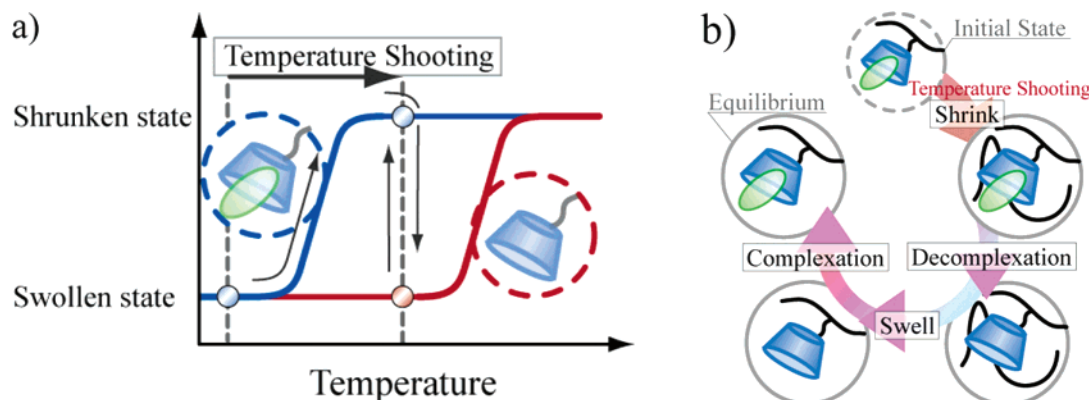 a)
Temperature Shooting
Shrunken state
Swollen state
Temperature
b)
Initial State
Temperature Shooting
Equilibrium
Shrink
Complexation
Decomplexation
Swell